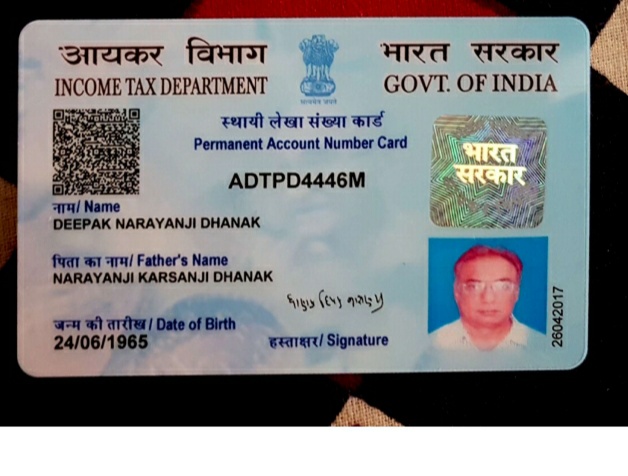 आयकर विभाग
INCOME TAX DEPARTMENT
सत्यमेव जयते
भारत सरकार
GOVT. OF INDIA
स्थायी लेखा संख्या कार्ड
Permanent Account Number Card
ADTPD4446M
भारत
सरकार
नाम/ Name
DEEPAK NARAYANJI DHANAK
पिता का नाम/ Father's Name
NARAYANJI KARSANJI DHANAK
जन्म की तारीख / Date of Birth
24/06/1965
हस्ताक्षर/ Signature
26042017